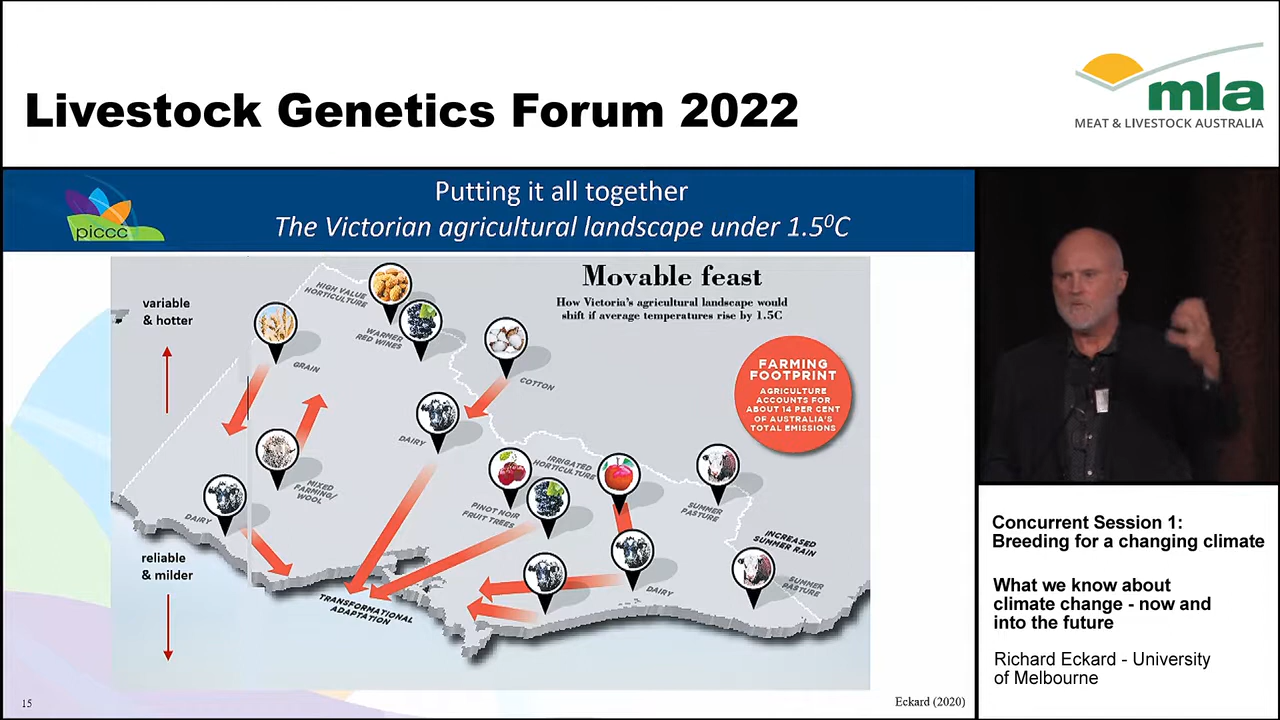 Livestock Genetics Forum 2022
mla
MEAT & LIVESTOCK AUSTRALIA
piccc
Putting it all together
The Victorian agricultural landscape under 1.5⁰C
Movable feast
How Victoria's agricultural landscape would
shift if average temperatures rise by 1.5C
variable
& hotter
HIGH VALUE
HORTICULTURE
WARMER
RED WINES
GRAIN
COTTON
FARMING
FOOTPRINT
AGRICULTURE
ACCOUNTS FOR
ABOUT 14 PER CENT
OF AUSTRALIA'S
TOTAL EMISSIONS
DAIRY
MIXED
FARMING/
WOOL
IRRIGATED
HORTICULTURE
PINOT NOIR
FRUIT TREES
SUMMER
PASTURE
DAIRY
INCREASED
SUMMER RAIN
reliable
& milder
TRANSFORMATIONAL
ADAPTATION
DAIRY
SUMMER
PASTURE
15
Eckard (2020)
Concurrent Session 1:
Breeding for a changing climate
What we know about
climate change - now and
into the future
Richard Eckard - University
of Melbourne